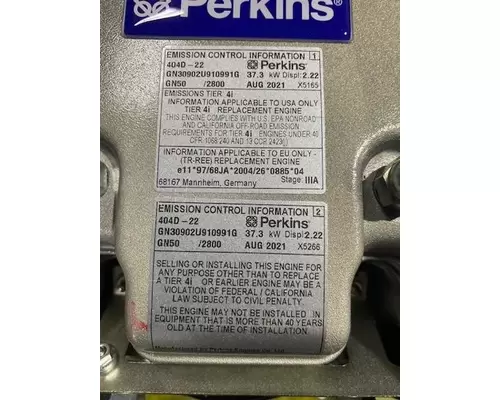 Perkins®
EMISSION CONTROL INFORMATION 1
404D-22 Perkins®
GN30902U910991G 37.3 kW Displ:2.22
GN50 /2800 AUG 2021 X5165
EMISSIONS TIER 4i
INFORMATION APPLICABLE TO USA ONLY
TIER 4i REPLACEMENT ENGINE
THIS ENGINE COMPLIES WITH U.S. EPA NONROAD
AND CALIFORNIA OFF-ROAD EMISSION
REQUIREMENTS FOR TIER 4i ENGINES UNDER 40
CFR 1068.240 AND 13 CCR 2423(j)
INFORMATION APPLICABLE TO EU ONLY -
(TR-REE) REPLACEMENT ENGINE
e11*97/68JA*2004/26*0885*04
68167 Mannheim, Germany Stage: IIIA
EMISSION CONTROL INFORMATION 2
404D-22 Perkins®
GN30902U910991G 37.3 kW Displ:2.22
GN50 /2800 AUG 2021 X5266
SELLING OR INSTALLING THIS ENGINE FOR
ANY PURPOSE OTHER THAN TO REPLACE
A TIER 4i OR EARLIER ENGINE MAY BE A
VIOLATION OF FEDERAL / CALIFORNIA
LAW SUBJECT TO CIVIL PENALTY.
THIS ENGINE MAY NOT BE INSTALLED IN
EQUIPMENT THAT IS MORE THAN 40 YEARS
OLD AT THE TIME OF INSTALLATION.
Manufactured by Perkins Engines Co. Ltd.